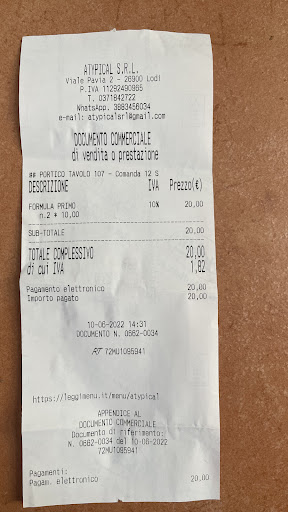 ATYPICAL S.R.L.
Viale Pavia 2 - 26900 Lodi
P.IVA 11292490965
T. 0371842722
WhatsApp. 3883456034
e-mail: atypicalsrl@gmail.com
DOCUMENTO COMMERCIALE
di vendita o prestazione
## PORTICO TAVOLO 107 - Comanda 12 S
DESCRIZIONE IVA Prezzo(€)
FORMULA PRIMO 10% 20,00
n.2 * 10,00
SUB-TOTALE 20,00
TOTALE COMPLESSIVO 20,00
di cui IVA 1,82
Pagamento elettronico 20,00
Importo pagato 20,00
10-06-2022 14:31
DOCUMENTO N. 0662-0034
RT 72MU1095941
https://leggimenu.it/menu/atypical
APPENDICE AL
DOCUMENTO COMMERCIALE
Documento di riferimento:
N. 0662-0034 del 10-06-2022
72MU1095941
Pagamenti:
Pagam. elettronico 20,00